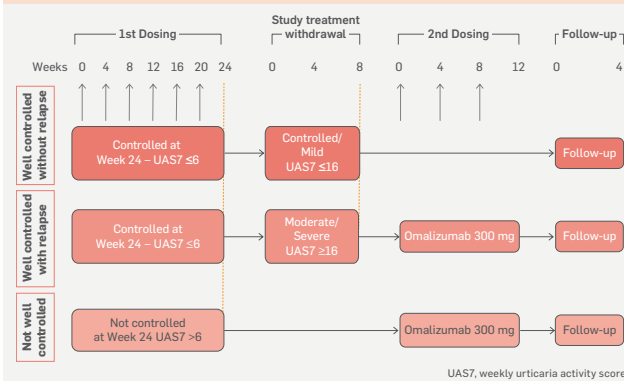 Study treatment
withdrawal
1st Dosing
2nd Dosing
Follow-up
Weeks 0 4 8 12 16 20 24 0 4 8 0 4 8 12 0 4
Well controlled
without relapse
Controlled at
Week 24 – UAS7 ≤6
Controlled/
Mild
UAS7 ≤16
Follow-up
Well controlled
with relapse
Controlled at
Week 24 – UAS7 ≤6
Moderate/
Severe
UAS7 ≥16
Omalizumab 300 mg
Follow-up
Not well
controlled
Not controlled
at Week 24 UAS7 >6
Omalizumab 300 mg
Follow-up
UAS7, weekly urticaria activity score